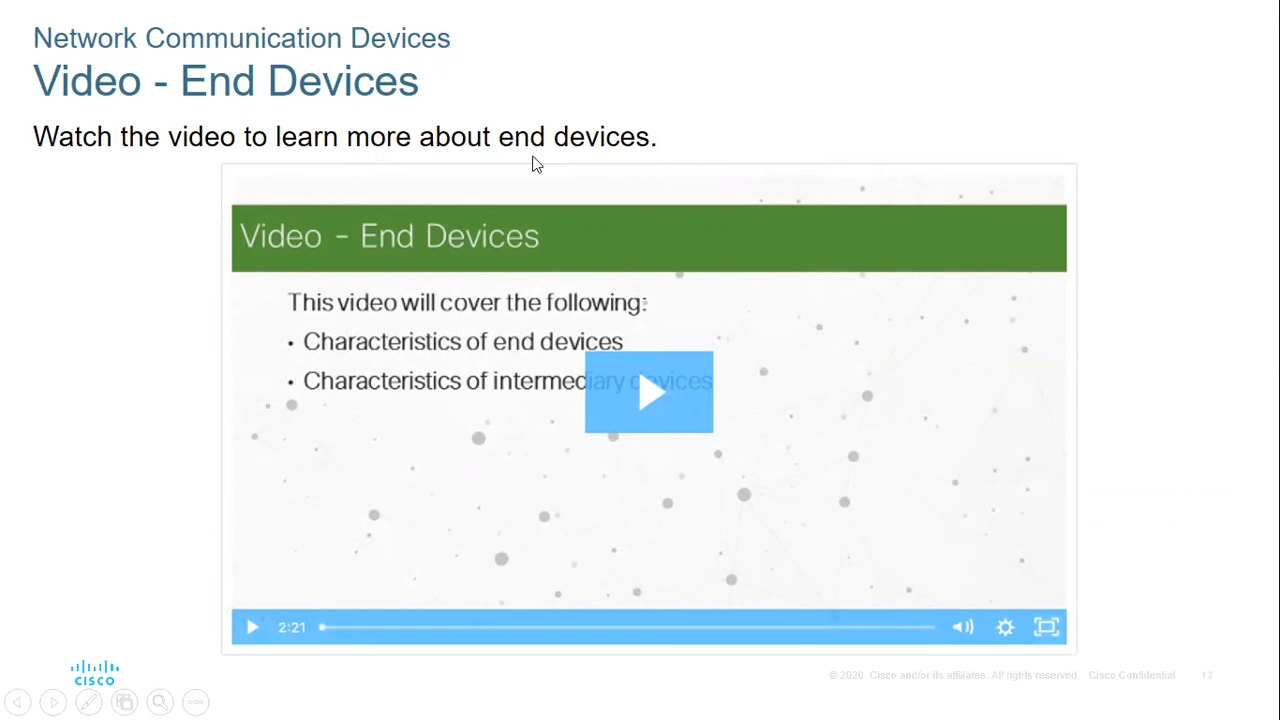 Network Communication Devices
Video - End Devices
Watch the video to learn more about end devices.
Video - End Devices
This video will cover the following:
• Characteristics of end devices
• Characteristics of intermediary devices
2:21
CISCO
© 2020 Cisco and/or its affiliates. All rights reserved. Cisco Confidential 17